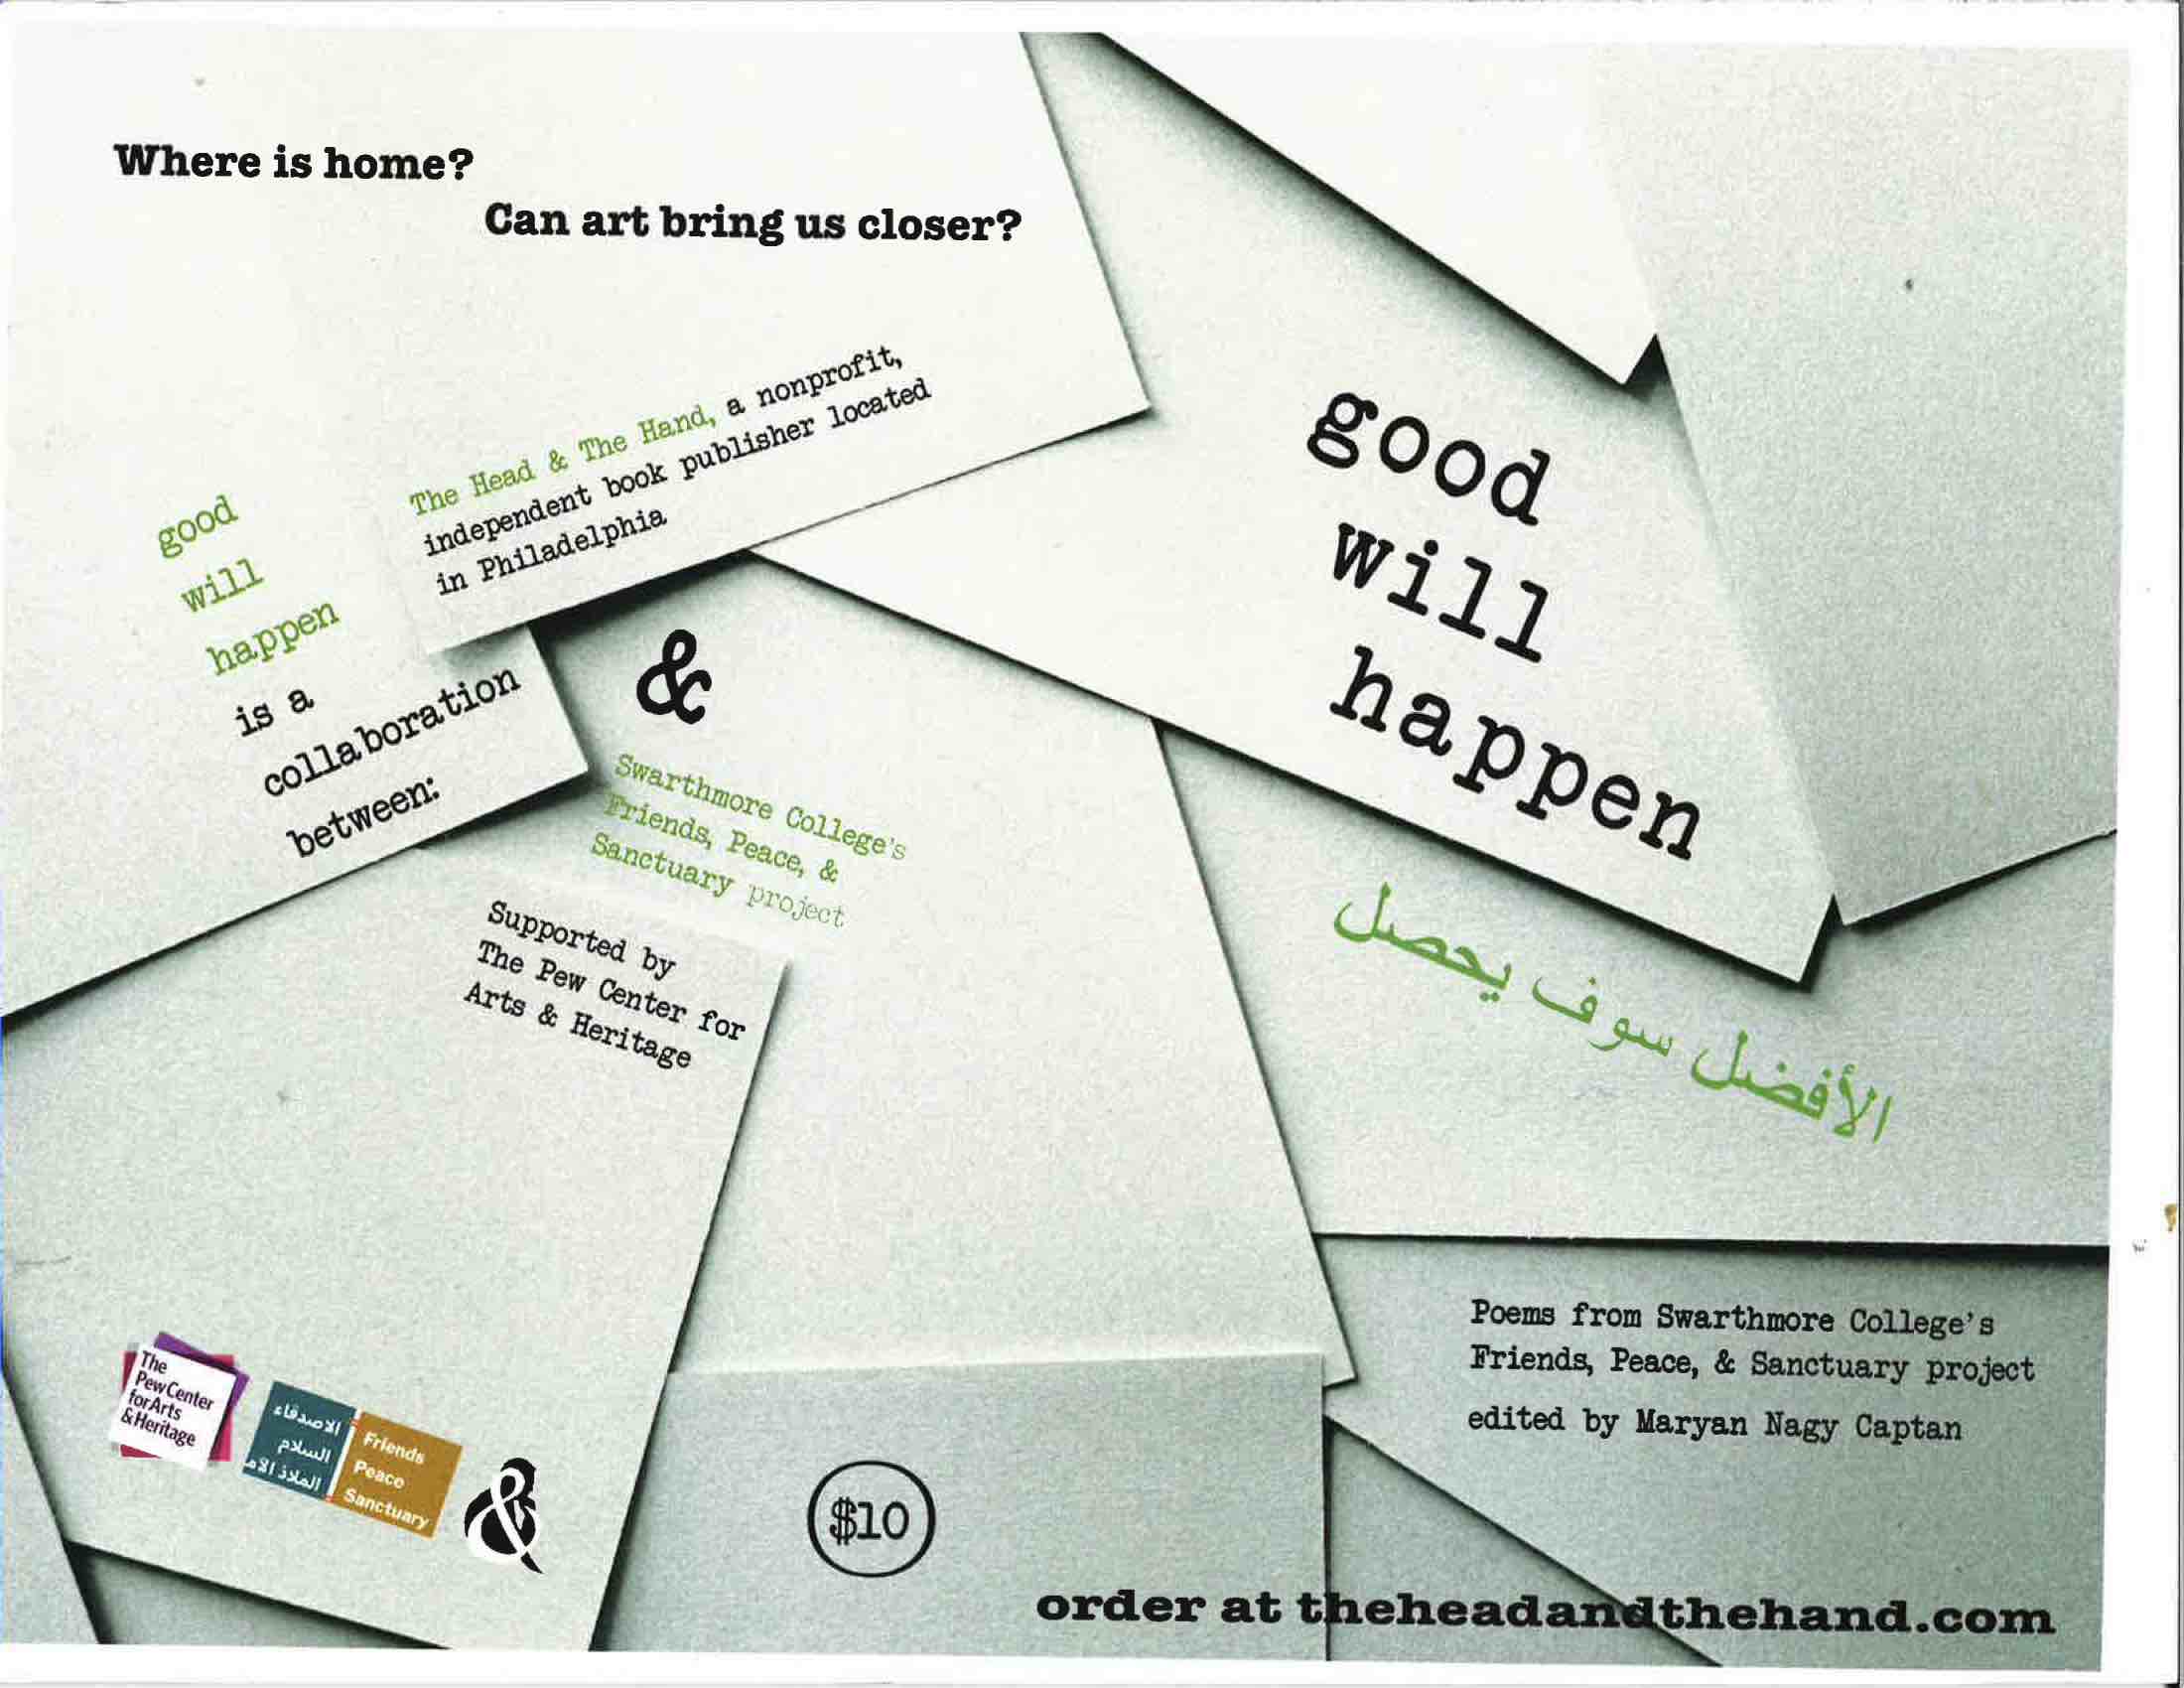 Where is home?
Can art bring us closer?
good
will
happen
is a
collaboration
between:
The Head & The Hand, a nonprofit,
independent book publisher located
in Philadelphia
&
Swarthmore College's
Friends, Peace, &
Sanctuary project
Supported by
The Pew Center for
Arts & Heritage
The
Pew Center
for Arts
& Heritage
الاصدقاء
السلام
الملاذ الأم
Friends
Peace
Sanctuary
&
$10
good
will
happen
الأفضل سوف يحصل
Poems from Swarthmore College's
Friends, Peace, & Sanctuary project
edited by Maryan Nagy Captan
order at theheadandthehand.com